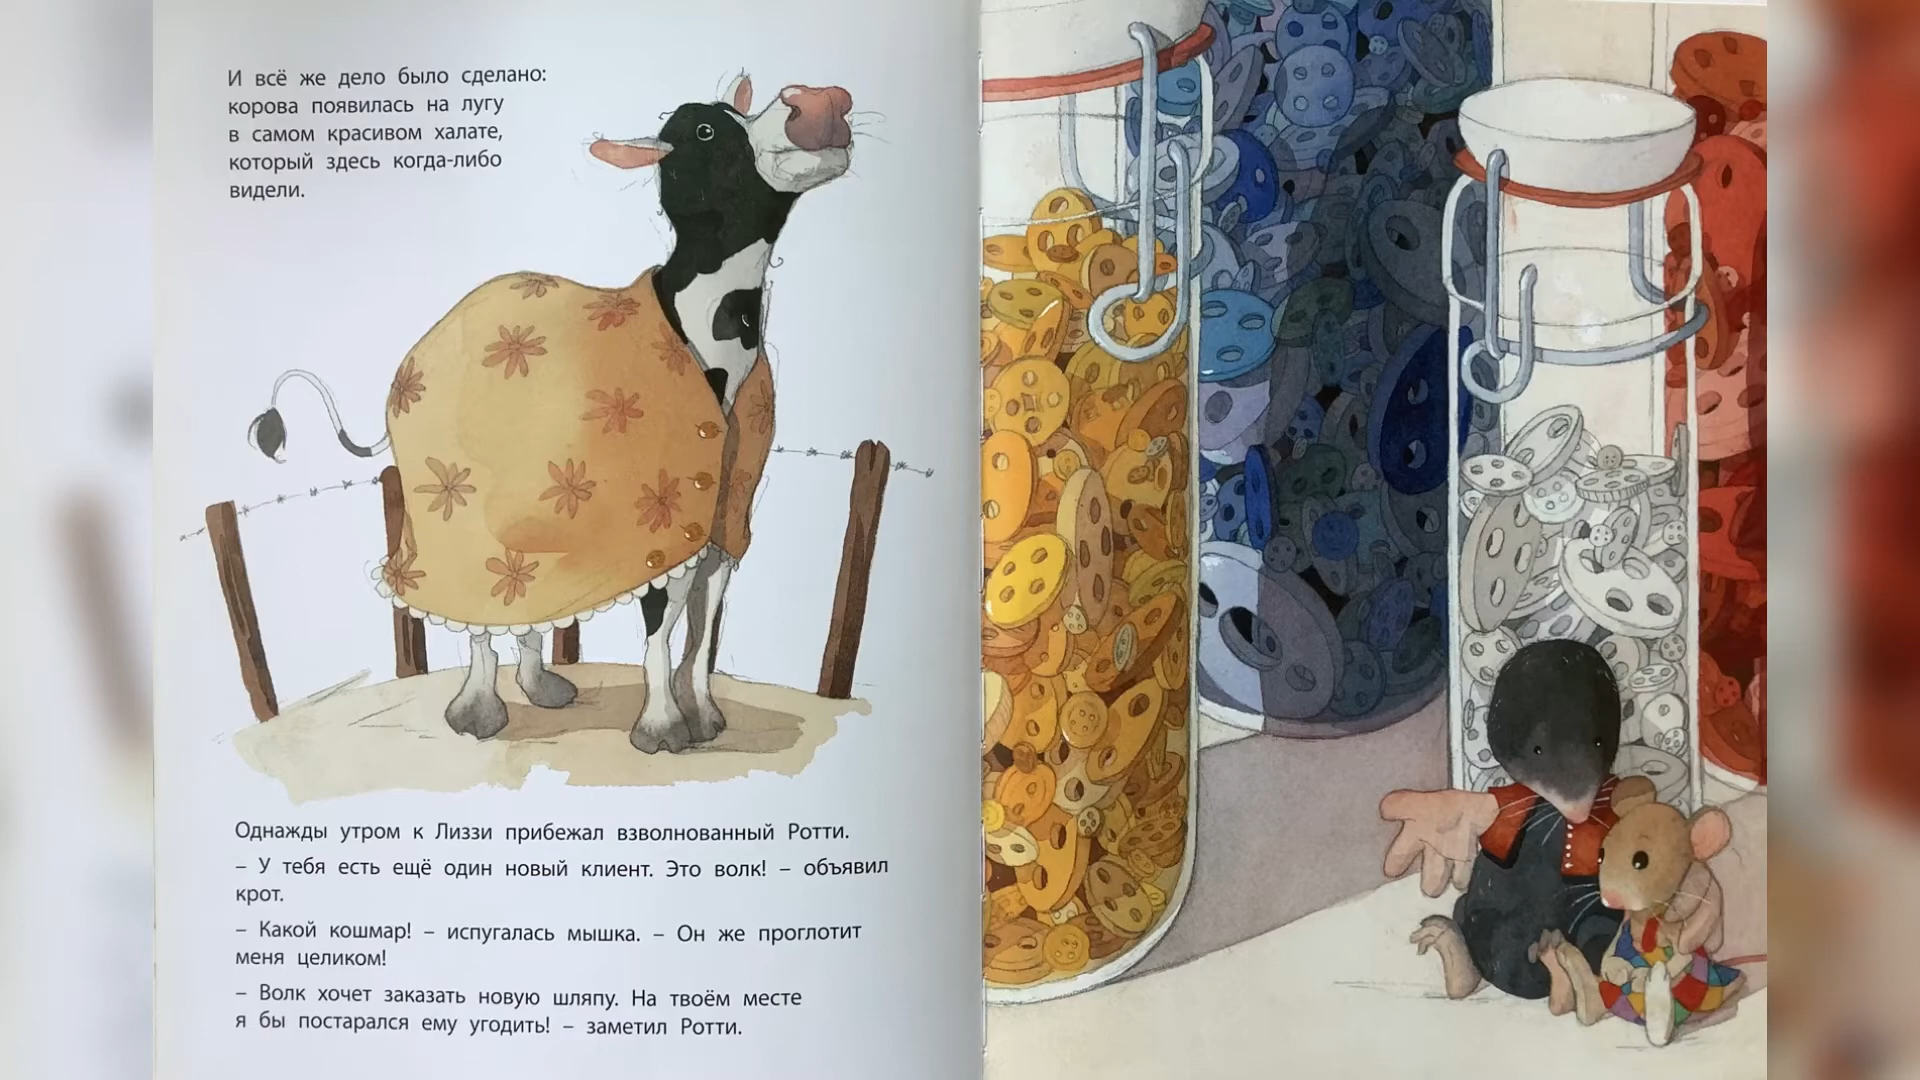 И всё же дело было сделано:
корова появилась на лугу
в самом красивом халате,
который здесь когда-либо
видели.
Однажды утром к Лиззи прибежал взволнованный Ротти.
– У тебя есть ещё один новый клиент. Это волк! – объявил
крот.
– Какой кошмар! – испугалась мышка. – Он же проглотит
меня целиком!
– Волк хочет заказать новую шляпу. На твоём месте
я бы постарался ему угодить! – заметил Ротти.